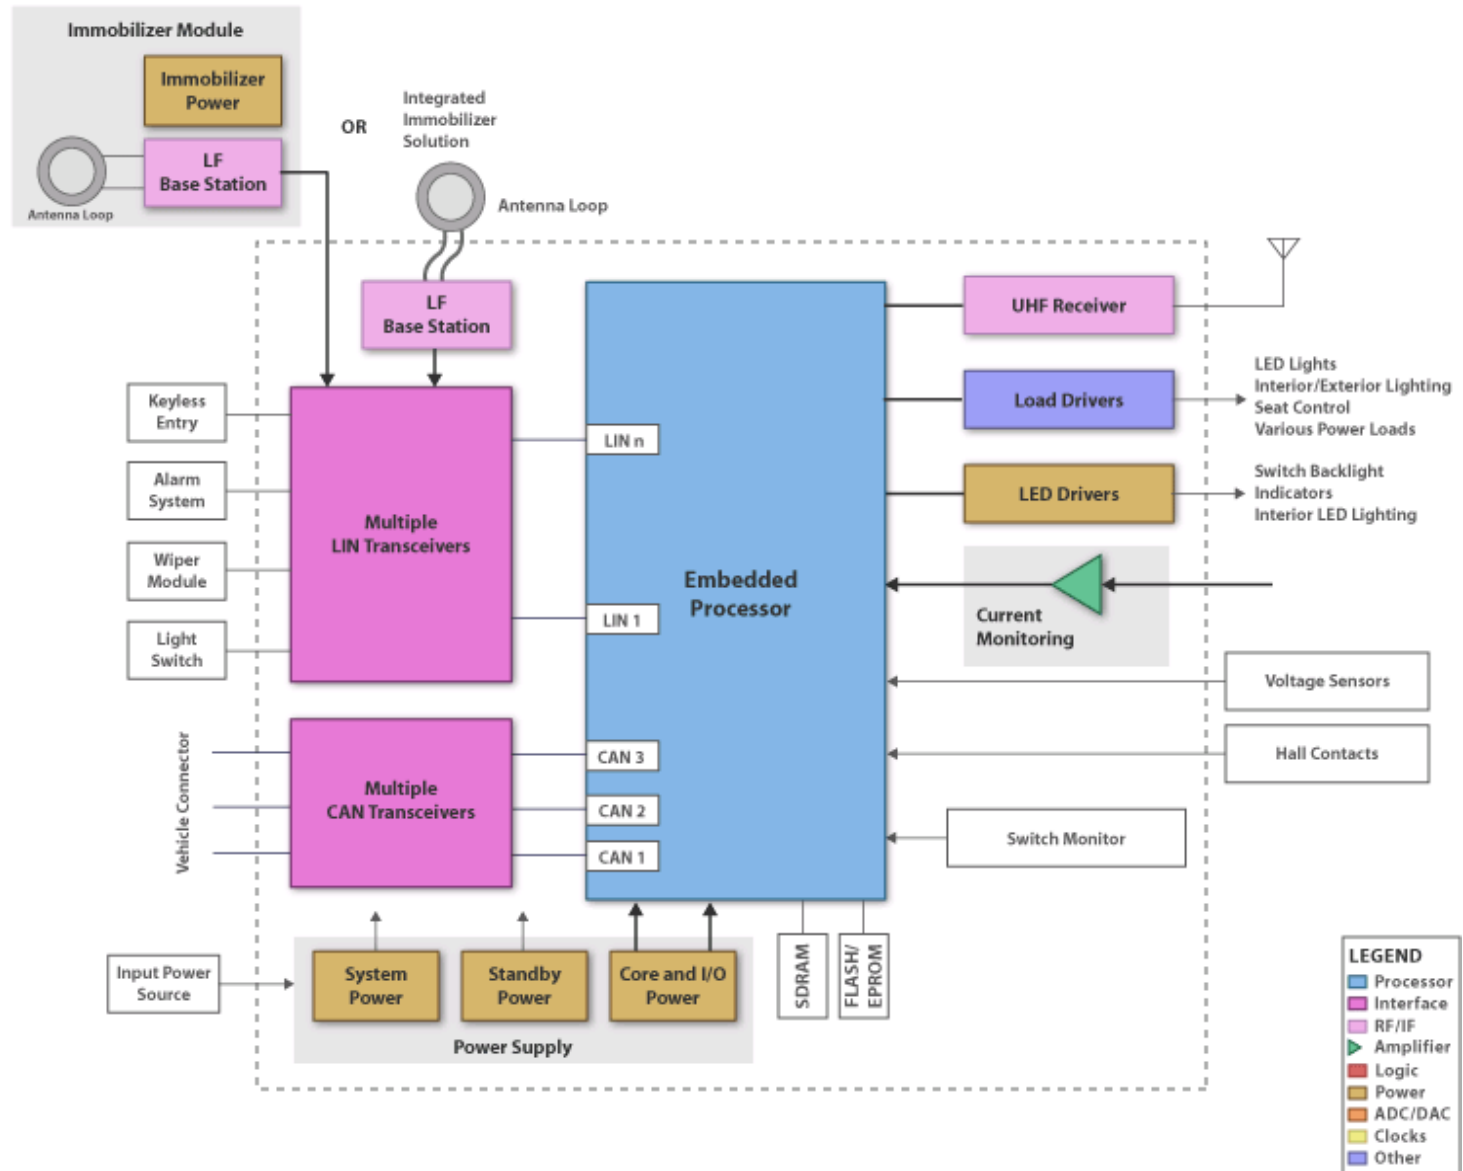 Immobilizer Module
Immobilizer
Power
LF
Base Station
Antenna Loop
OR
Integrated
Immobilizer
Solution
Antenna Loop
LF
Base Station
Keyless
Entry
Alarm
System
Wiper
Module
Light
Switch
Multiple
LIN Transceivers
LIN n
LIN 1
Embedded
Processor
UHF Receiver
Load Drivers
LED Lights
Interior/Exterior Lighting
Seat Control
Various Power Loads
LED Drivers
Switch Backlight
Indicators
Interior LED Lighting
Current
Monitoring
Voltage Sensors
Hall Contacts
Switch Monitor
Vehicle Connector
Multiple
CAN Transceivers
CAN 3
CAN 2
CAN 1
Input Power
Source
System
Power
Standby
Power
Core and I/O
Power
Power Supply
SDRAM
FLASH/
EPROM
LEGEND
Processor
Interface
RF/IF
Amplifier
Logic
Power
ADC/DAC
Clocks
Other